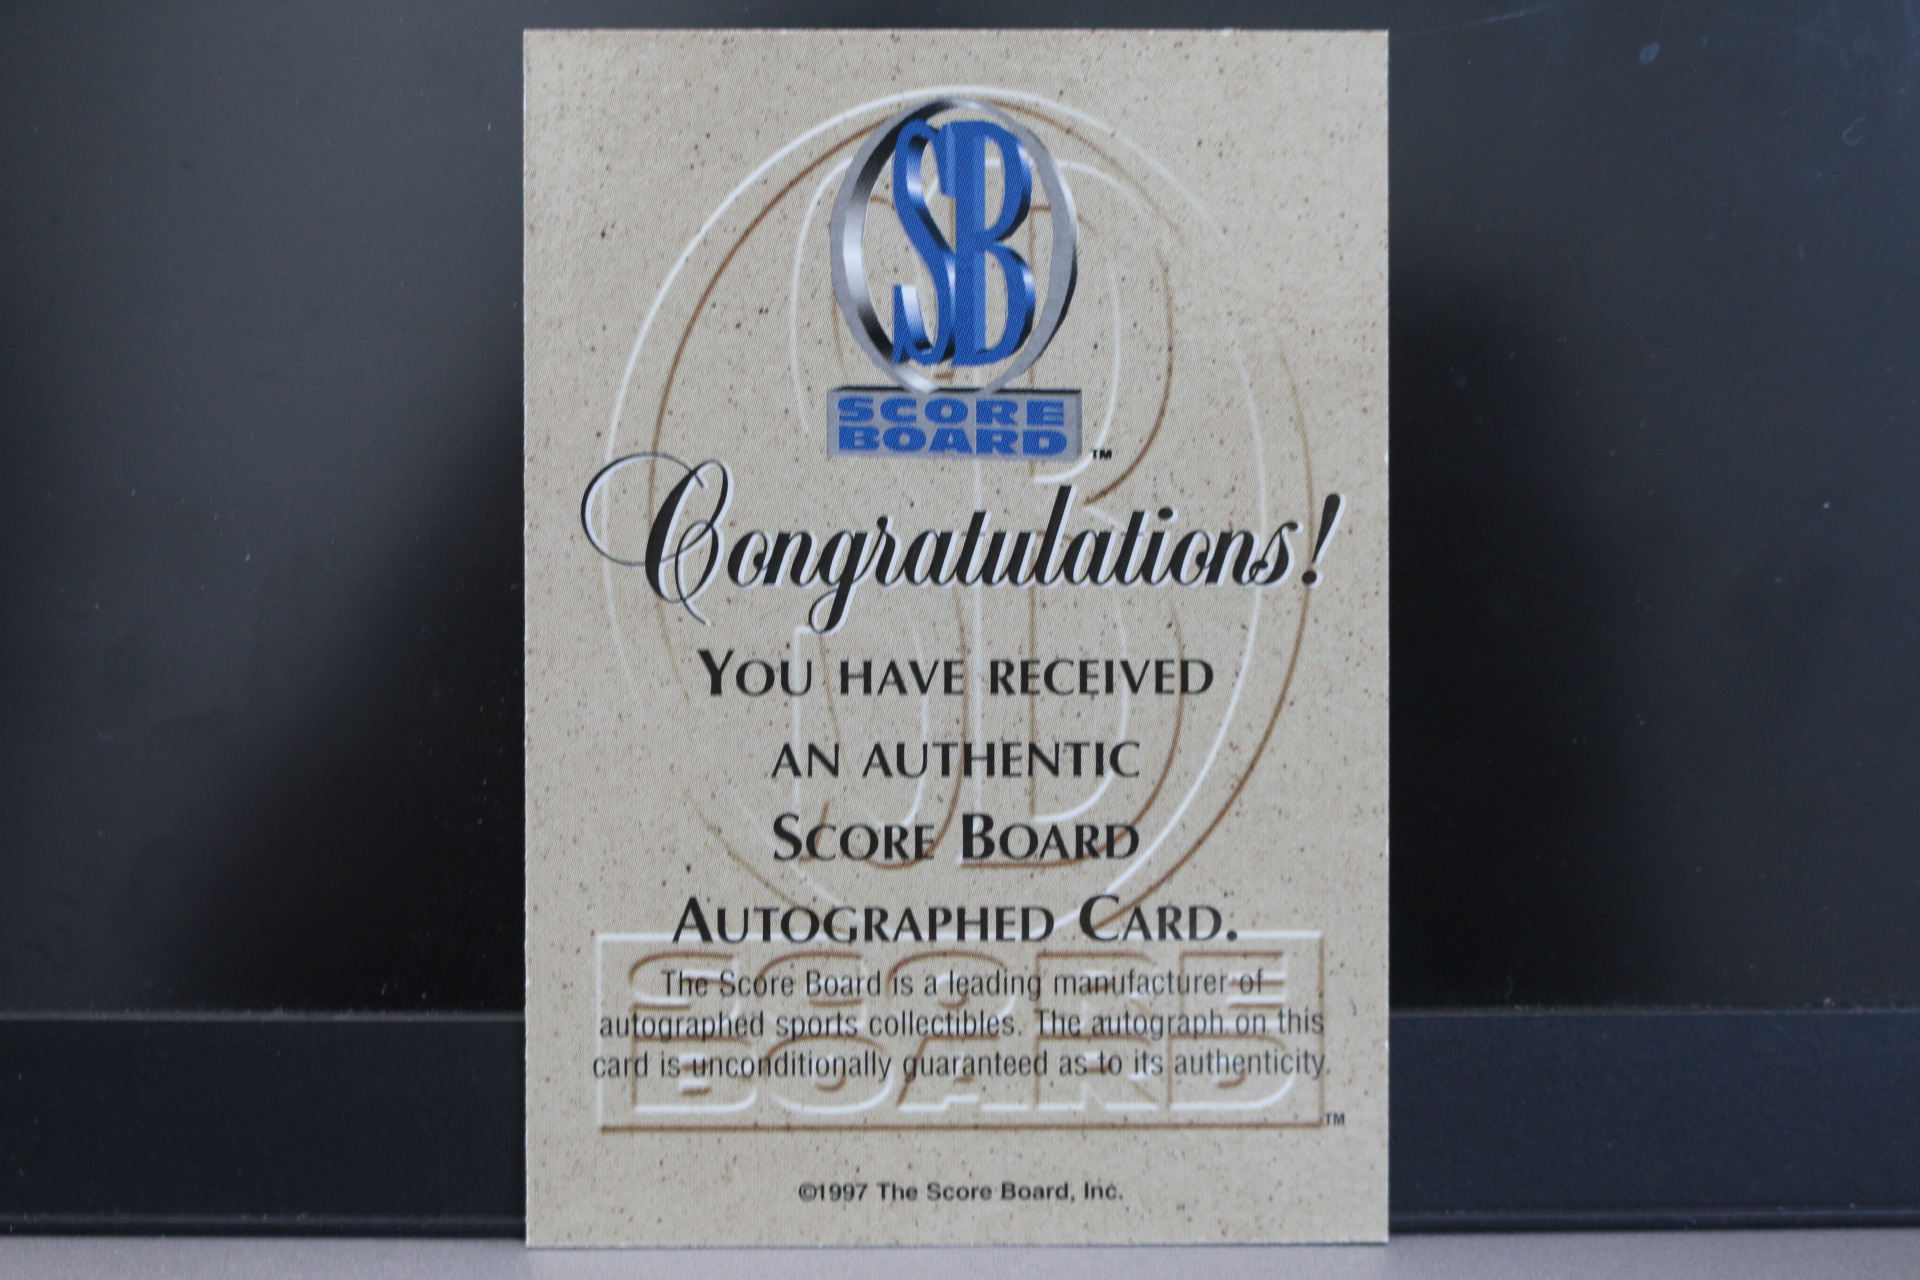 SB
SCORE
BOARD
™
Congratulations!
YOU HAVE RECEIVED
AN AUTHENTIC
SCORE BOARD
AUTOGRAPHED CARD.
The Score Board is a leading manufacturer of
autographed sports collectibles. The autograph on this
card is unconditionally guaranteed as to its authenticity.
SB
SCORE
BOARD
™
©1997 The Score Board, Inc.